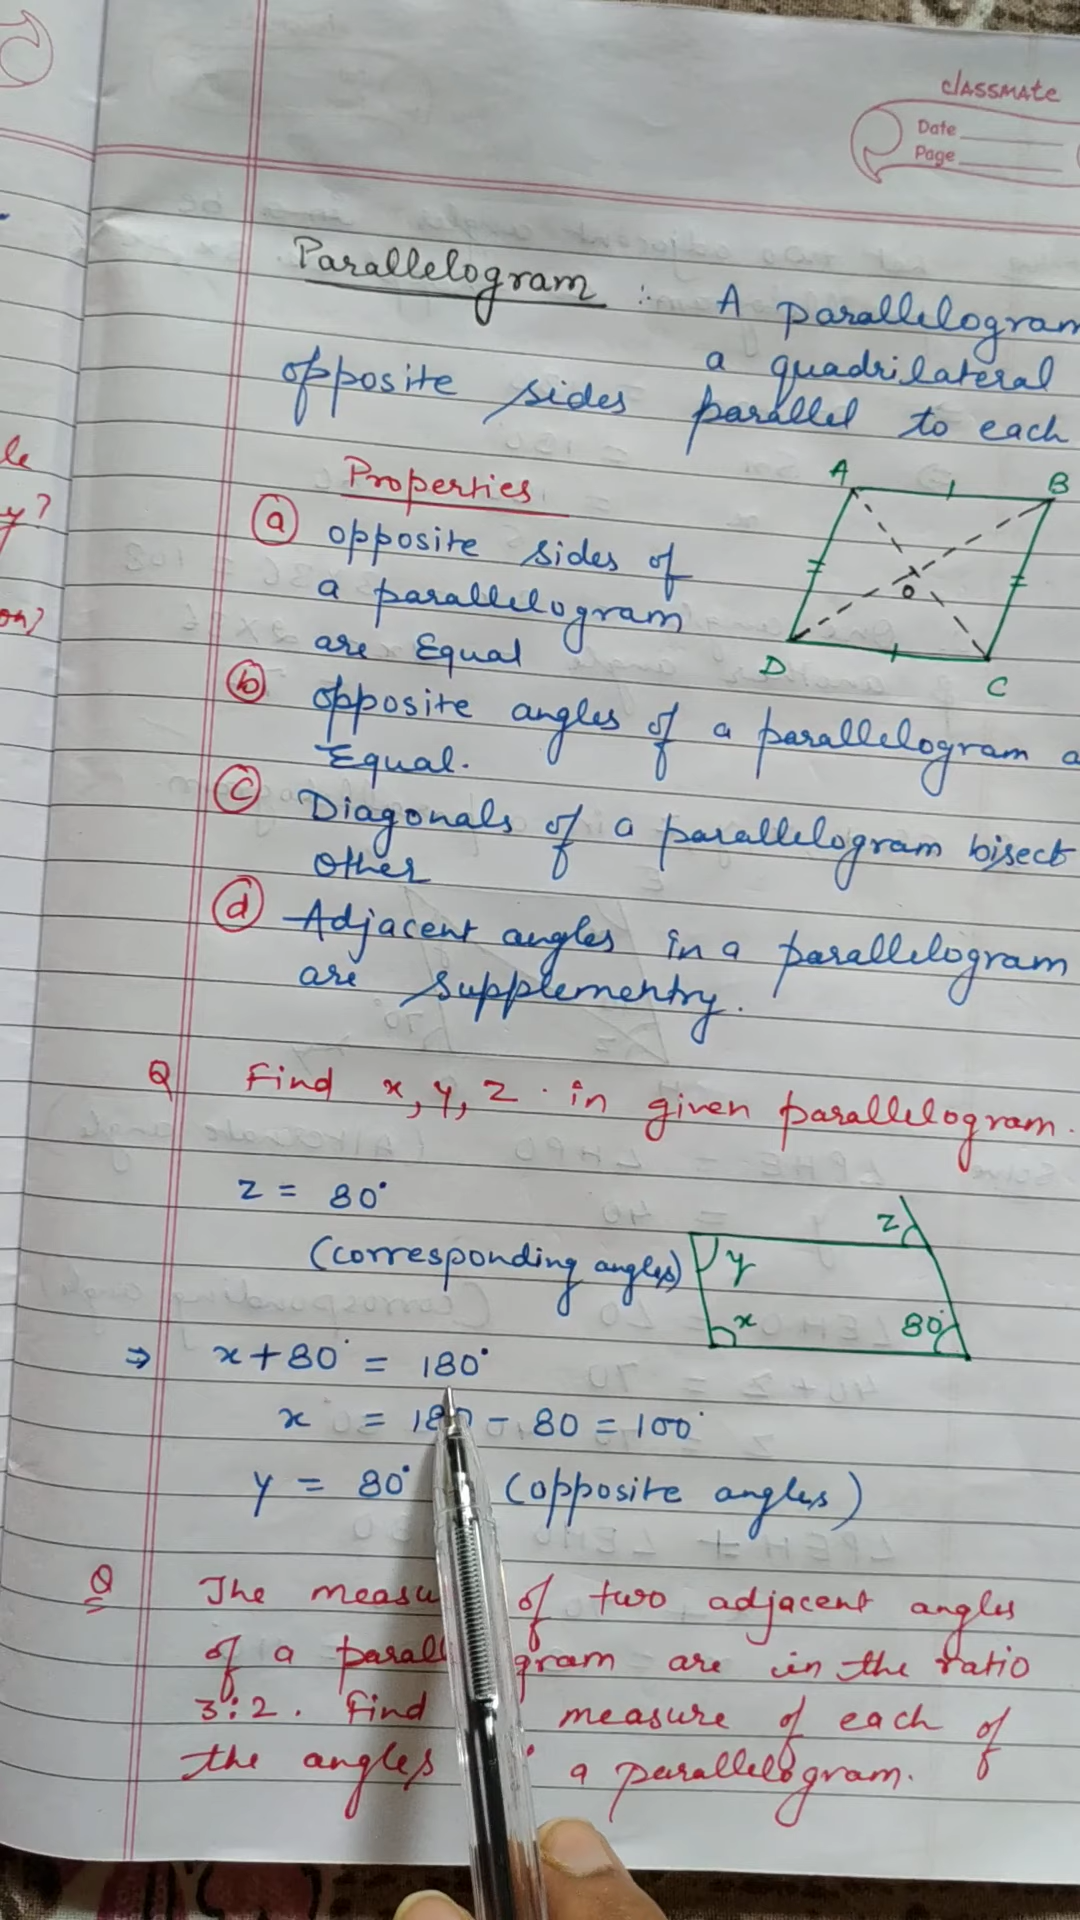 classmate
Date
Page
Parallelogram :- A parallelogram
a quadrilateral
opposite sides parallel to each
Properties
A
B
(a) opposite sides of
a parallelogram
are Equal
O
D
C
(b) opposite angles of a parallelogram a
Equal.
(c) Diagonals of a parallelogram bisect
other
(d) Adjacent angles in a parallelogram
are supplementry.
Q Find x, y, z. in given parallelogram.
z = 80°
(corresponding angles)
z
y
x
80°
⇒ x+80° = 180°
x = 180 - 80 = 100°
y = 80° (opposite angles)
Q The measu of two adjacent angles
of a parall gram are in the ratio
3:2. Find measure of each of
the angles a parallelogram.
le
y?
on?